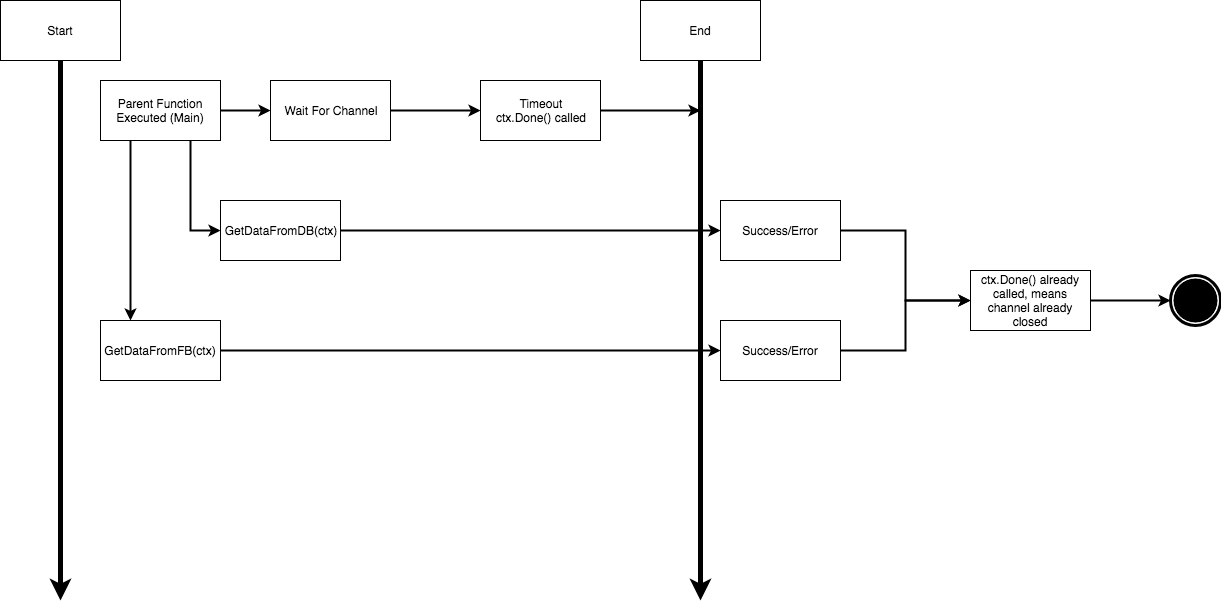 Start
End
Parent Function
Executed (Main)
Wait For Channel
Timeout
ctx.Done() called
GetDataFromDB(ctx)
Success/Error
ctx.Done() already
called, means
channel already
closed
GetDataFromFB(ctx)
Success/Error